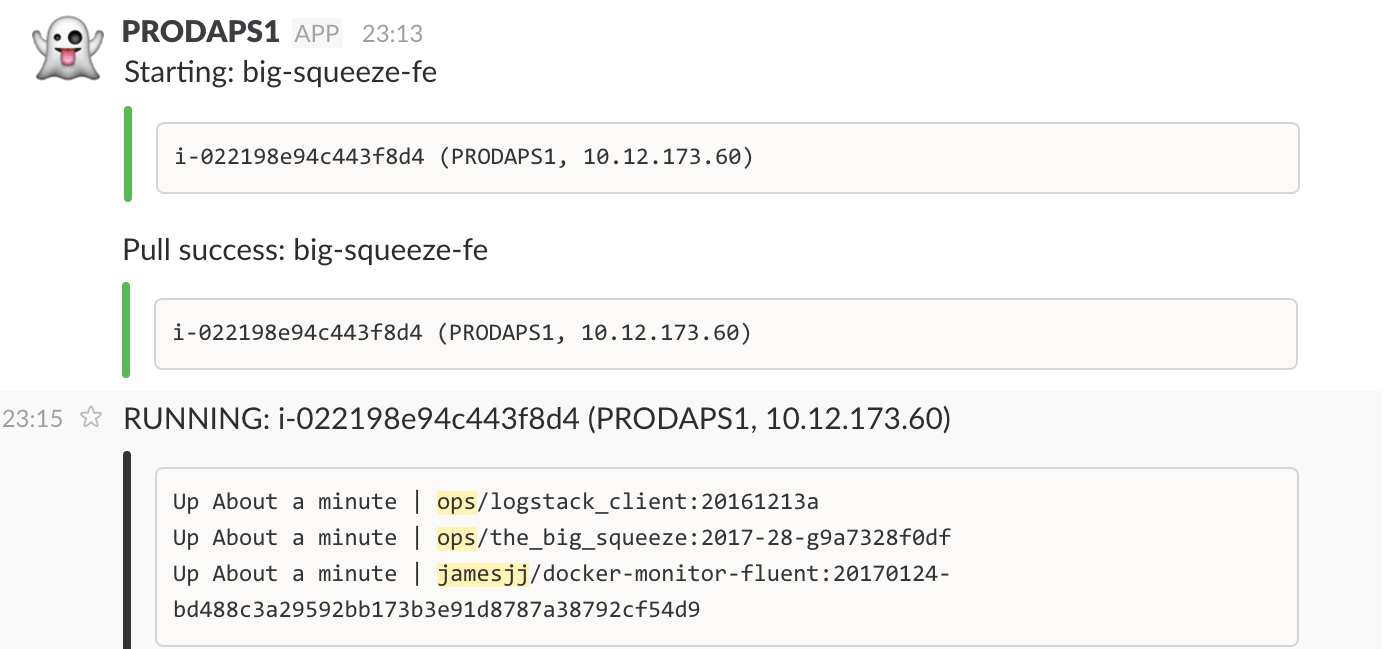 PRODAPS1 APP 23:13
Starting: big-squeeze-fe
i-022198e94c443f8d4 (PRODAPS1, 10.12.173.60)
Pull success: big-squeeze-fe
i-022198e94c443f8d4 (PRODAPS1, 10.12.173.60)
23:15 RUNNING: i-022198e94c443f8d4 (PRODAPS1, 10.12.173.60)
Up About a minute | ops/logstack_client:20161213a
Up About a minute | ops/the_big_squeeze:2017-28-g9a7328f0df
Up About a minute | jamesjj/docker-monitor-fluent:20170124-
bd488c3a29592bb173b3e91d8787a38792cf54d9